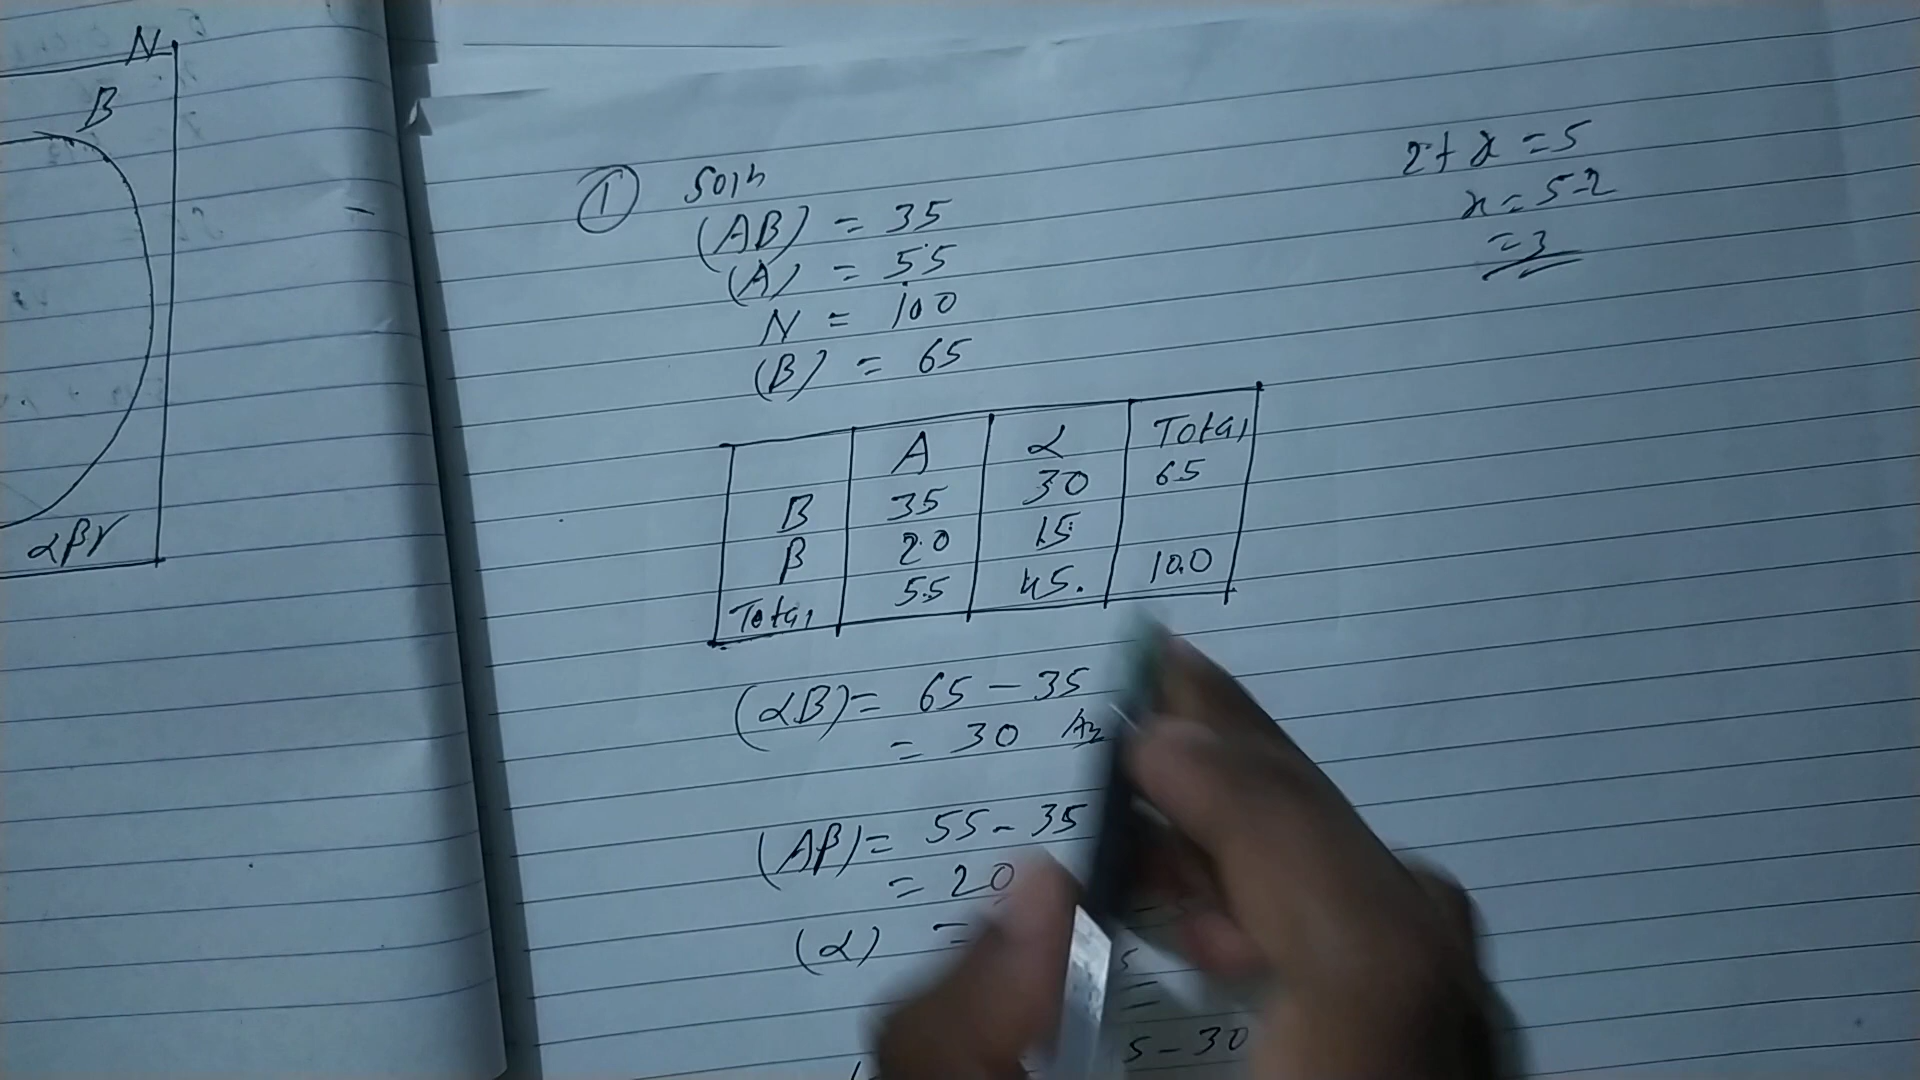 N
B
αβγ
① Soln
(AB) = 35
(A) = 55
N = 100
(B) = 65
2 + x = 5
x = 5-2
= 3
A α Total
B 35 30 65
β 20 15
Total 55 45. 100
(αB) = 65 - 35
= 30
(Aβ) = 55 - 35
= 20
(α) =
5 - 30